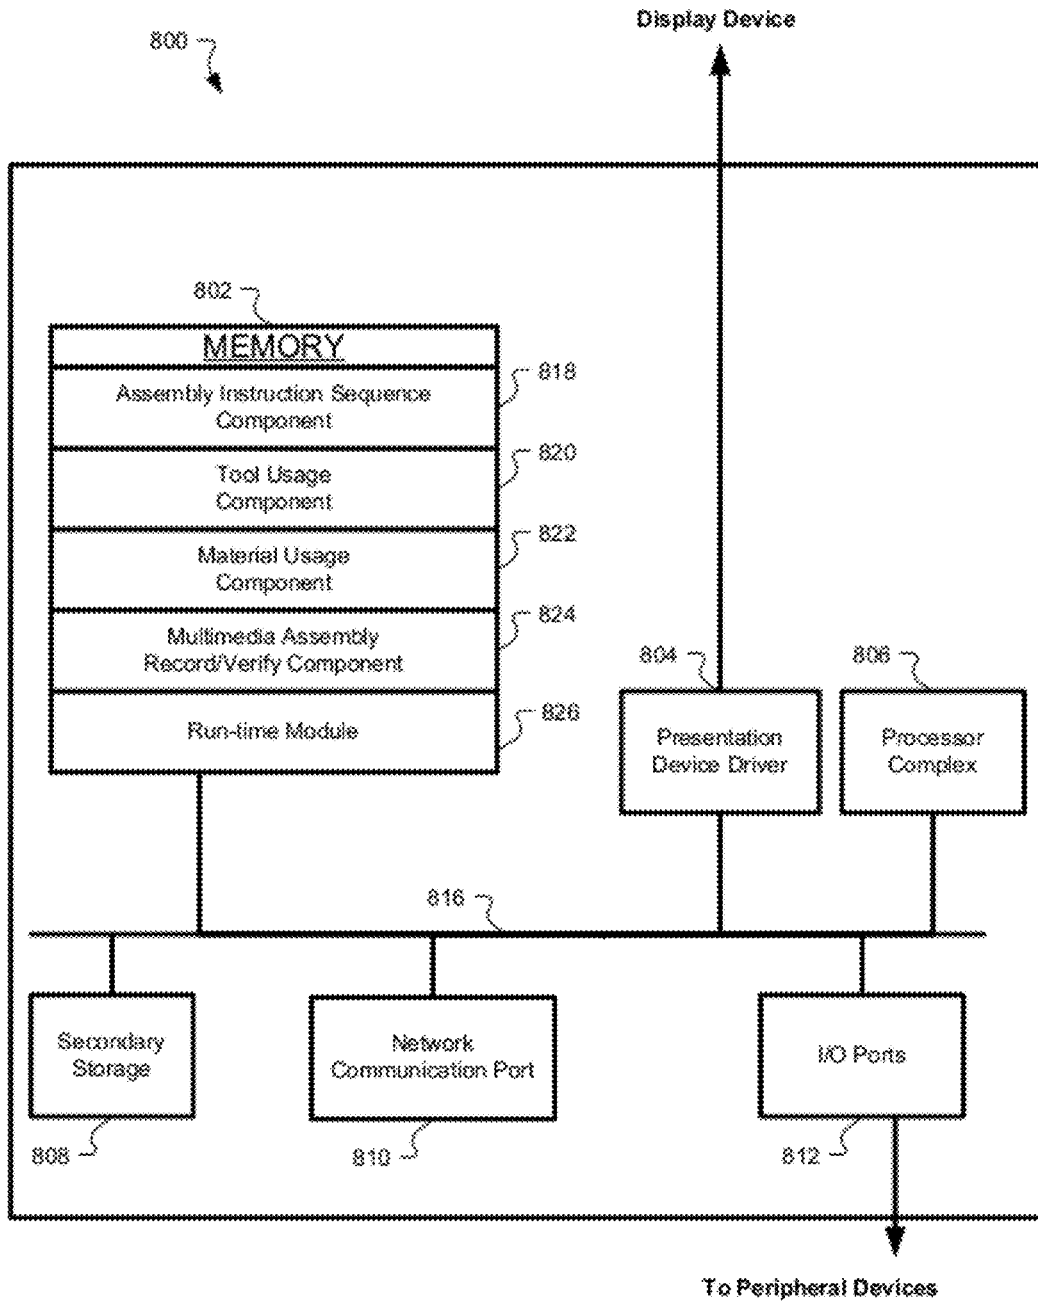 Display Device
800
802
MEMORY
Assembly Instruction Sequence
Component
818
Tool Usage
Component
820
Material Usage
Component
822
Multimedia Assembly
Record/Verify Component
824
Run-time Module
826
804
Presentation
Device Driver
806
Processor
Complex
816
Secondary
Storage
808
Network
Communication Port
810
I/O Ports
812
To Peripheral Devices